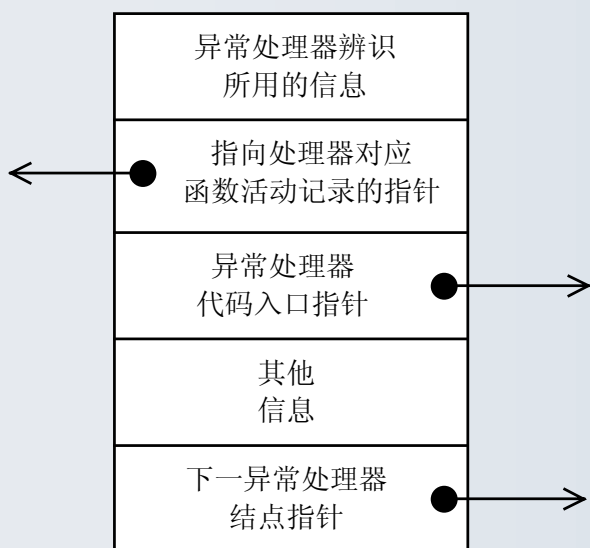 异常处理器辨识
所用的信息
指向处理器对应
函数活动记录的指针
异常处理器
代码入口指针
其他
信息
下一异常处理器
结点指针